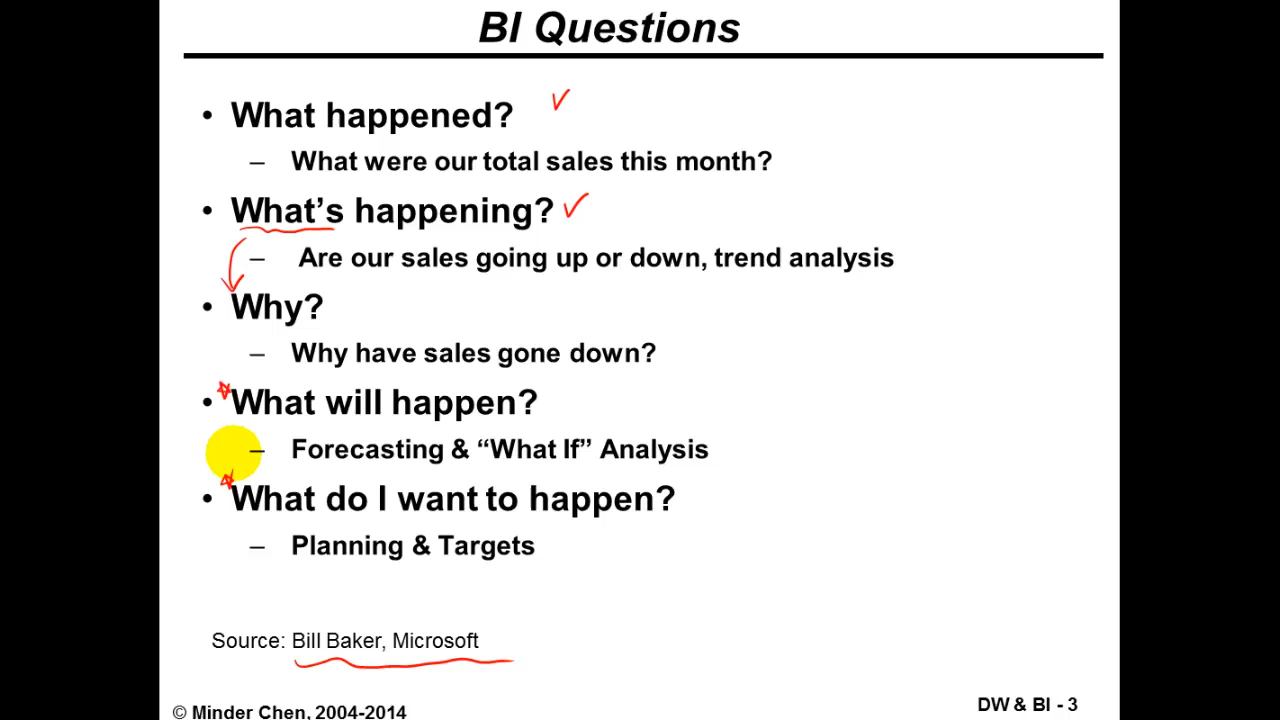 BI Questions
• What happened?
– What were our total sales this month?
• What's happening?
– Are our sales going up or down, trend analysis
• Why?
– Why have sales gone down?
• What will happen?
– Forecasting & “What If” Analysis
• What do I want to happen?
– Planning & Targets
Source: Bill Baker, Microsoft
© Minder Chen, 2004-2014
DW & BI - 3